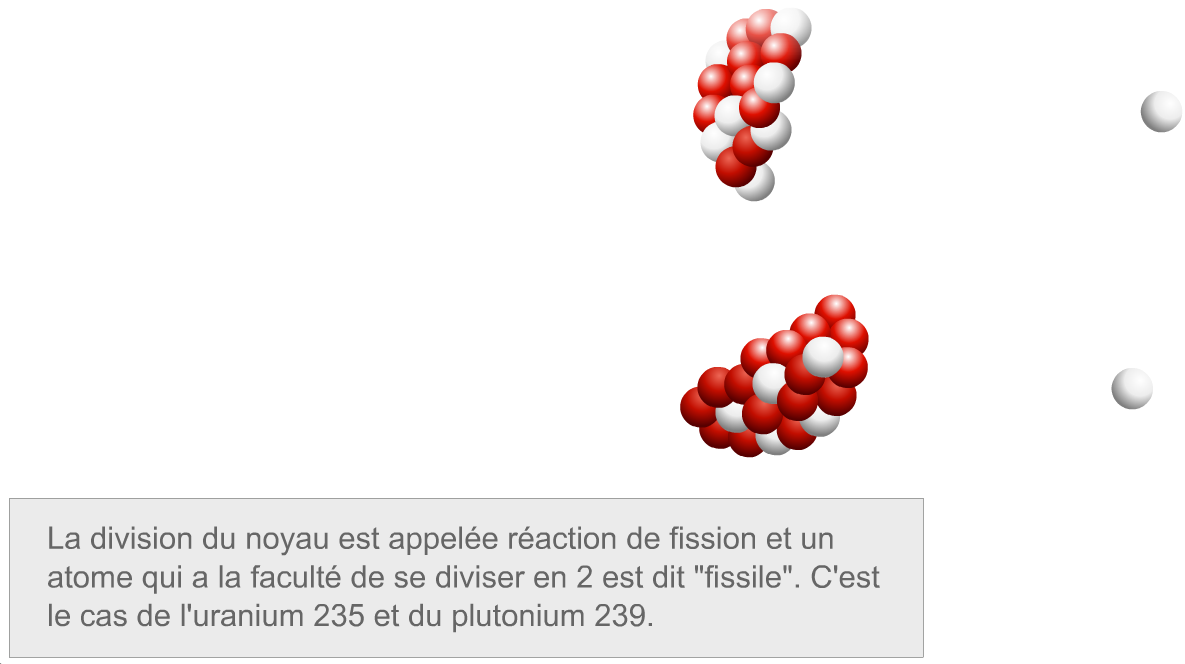 La division du noyau est appelée réaction de fission et un
atome qui a la faculté de se diviser en 2 est dit "fissile". C'est
le cas de l'uranium 235 et du plutonium 239.